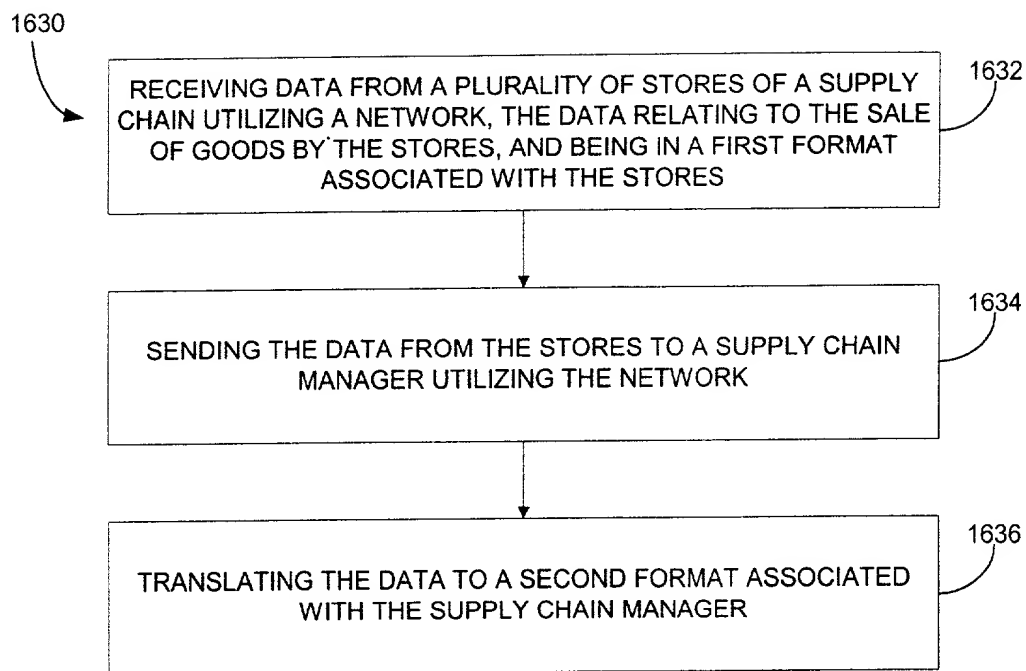 1630
RECEIVING DATA FROM A PLURALITY OF STORES OF A SUPPLY
CHAIN UTILIZING A NETWORK, THE DATA RELATING TO THE SALE
OF GOODS BY THE STORES, AND BEING IN A FIRST FORMAT
ASSOCIATED WITH THE STORES
1632
SENDING THE DATA FROM THE STORES TO A SUPPLY CHAIN
MANAGER UTILIZING THE NETWORK
1634
TRANSLATING THE DATA TO A SECOND FORMAT ASSOCIATED
WITH THE SUPPLY CHAIN MANAGER
1636